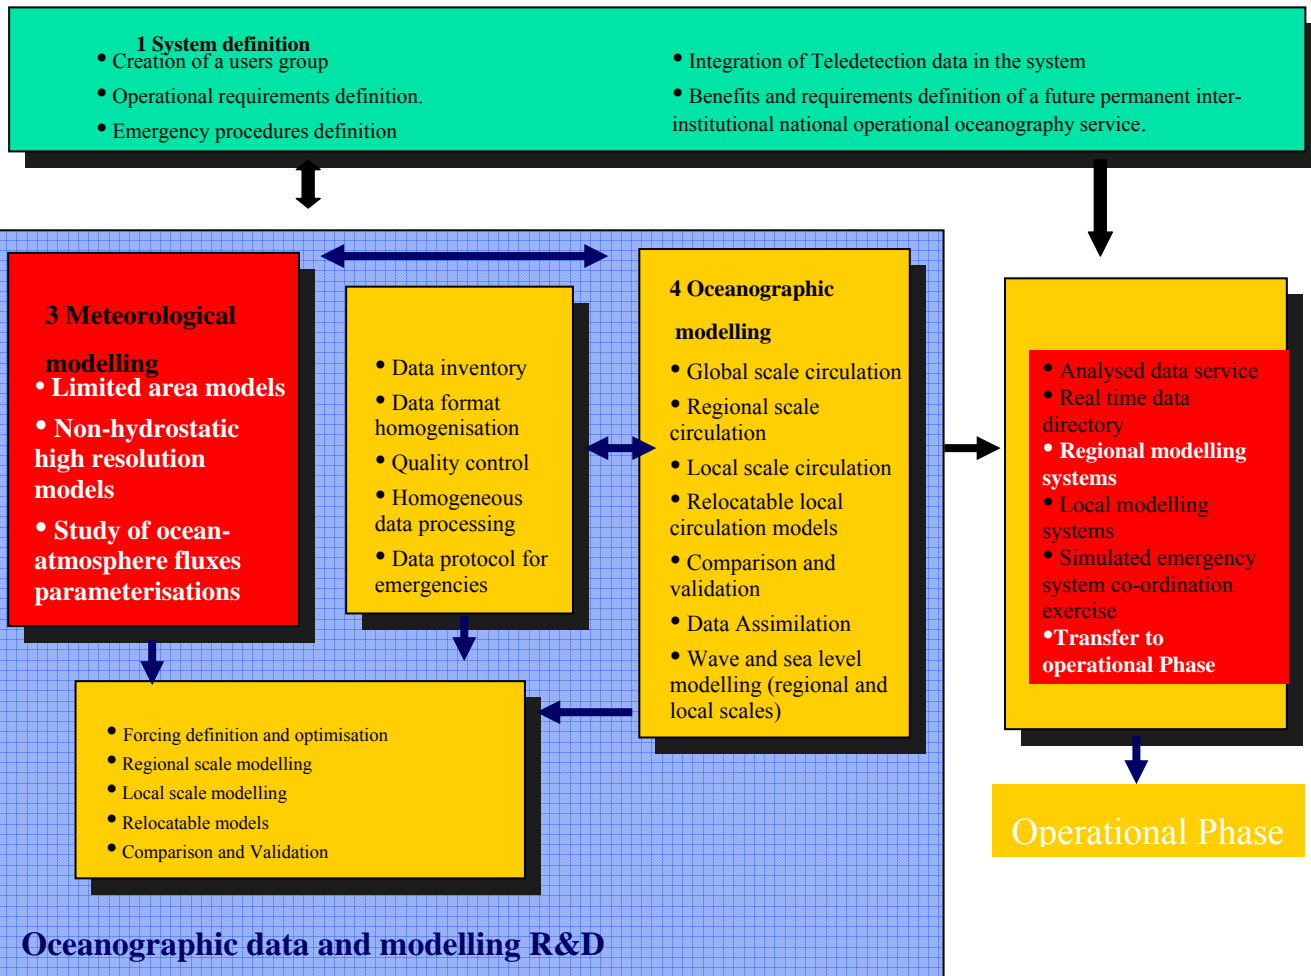 1 System definition
• Creation of a users group
• Operational requirements definition.
• Emergency procedures definition
• Integration of Teledetection data in the system
• Benefits and requirements definition of a future permanent inter-
institutional national operational oceanography service.
3 Meteorological
modelling
• Limited area models
• Non-hydrostatic
high resolution
models
• Study of ocean-
atmosphere fluxes
parameterisations
• Data inventory
• Data format
homogenisation
• Quality control
• Homogeneous
data processing
• Data protocol for
emergencies
4 Oceanographic
modelling
• Global scale circulation
• Regional scale
circulation
• Local scale circulation
• Relocatable local
circulation models
• Comparison and
validation
• Data Assimilation
• Wave and sea level
modelling (regional and
local scales)
• Analysed data service
• Real time data
directory
• Regional modelling
systems
• Local modelling
systems
• Simulated emergency
system co-ordination
exercise
•Transfer to
operational Phase
• Forcing definition and optimisation
• Regional scale modelling
• Local scale modelling
• Relocatable models
• Comparison and Validation
Operational Phase
Oceanographic data and modelling R&D